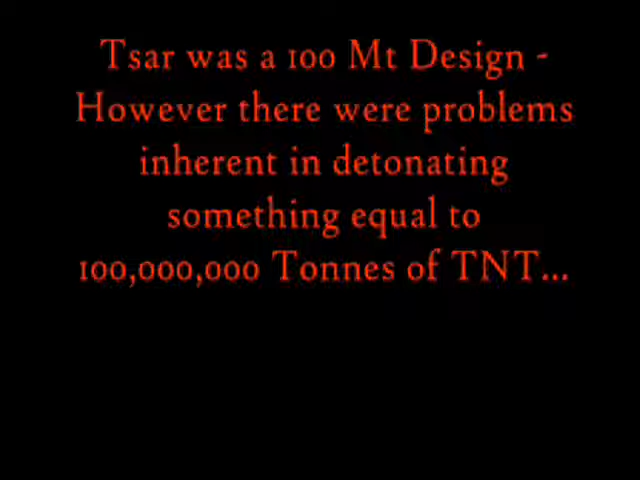 Tsar was a 100 Mt Design -
However there were problems
inherent in detonating
something equal to
100,000,000 Tonnes of TNT...